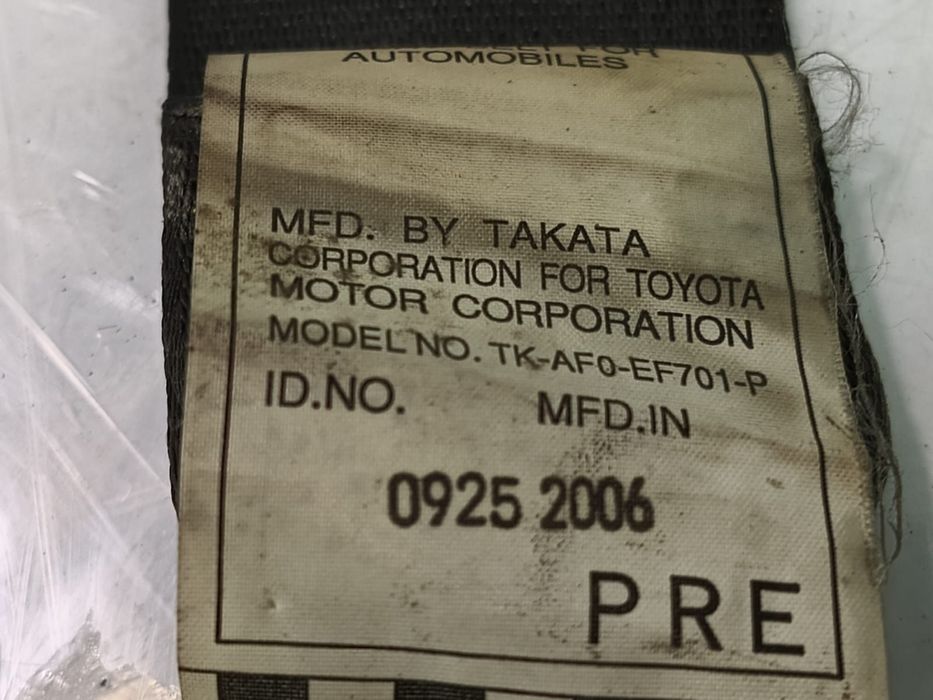 FOR
AUTOMOBILES
MFD. BY TAKATA
CORPORATION FOR TOYOTA
MOTOR CORPORATION
MODEL NO. TK-AF0-EF701-P
ID.NO. MFD.IN
0925 2006
PRE